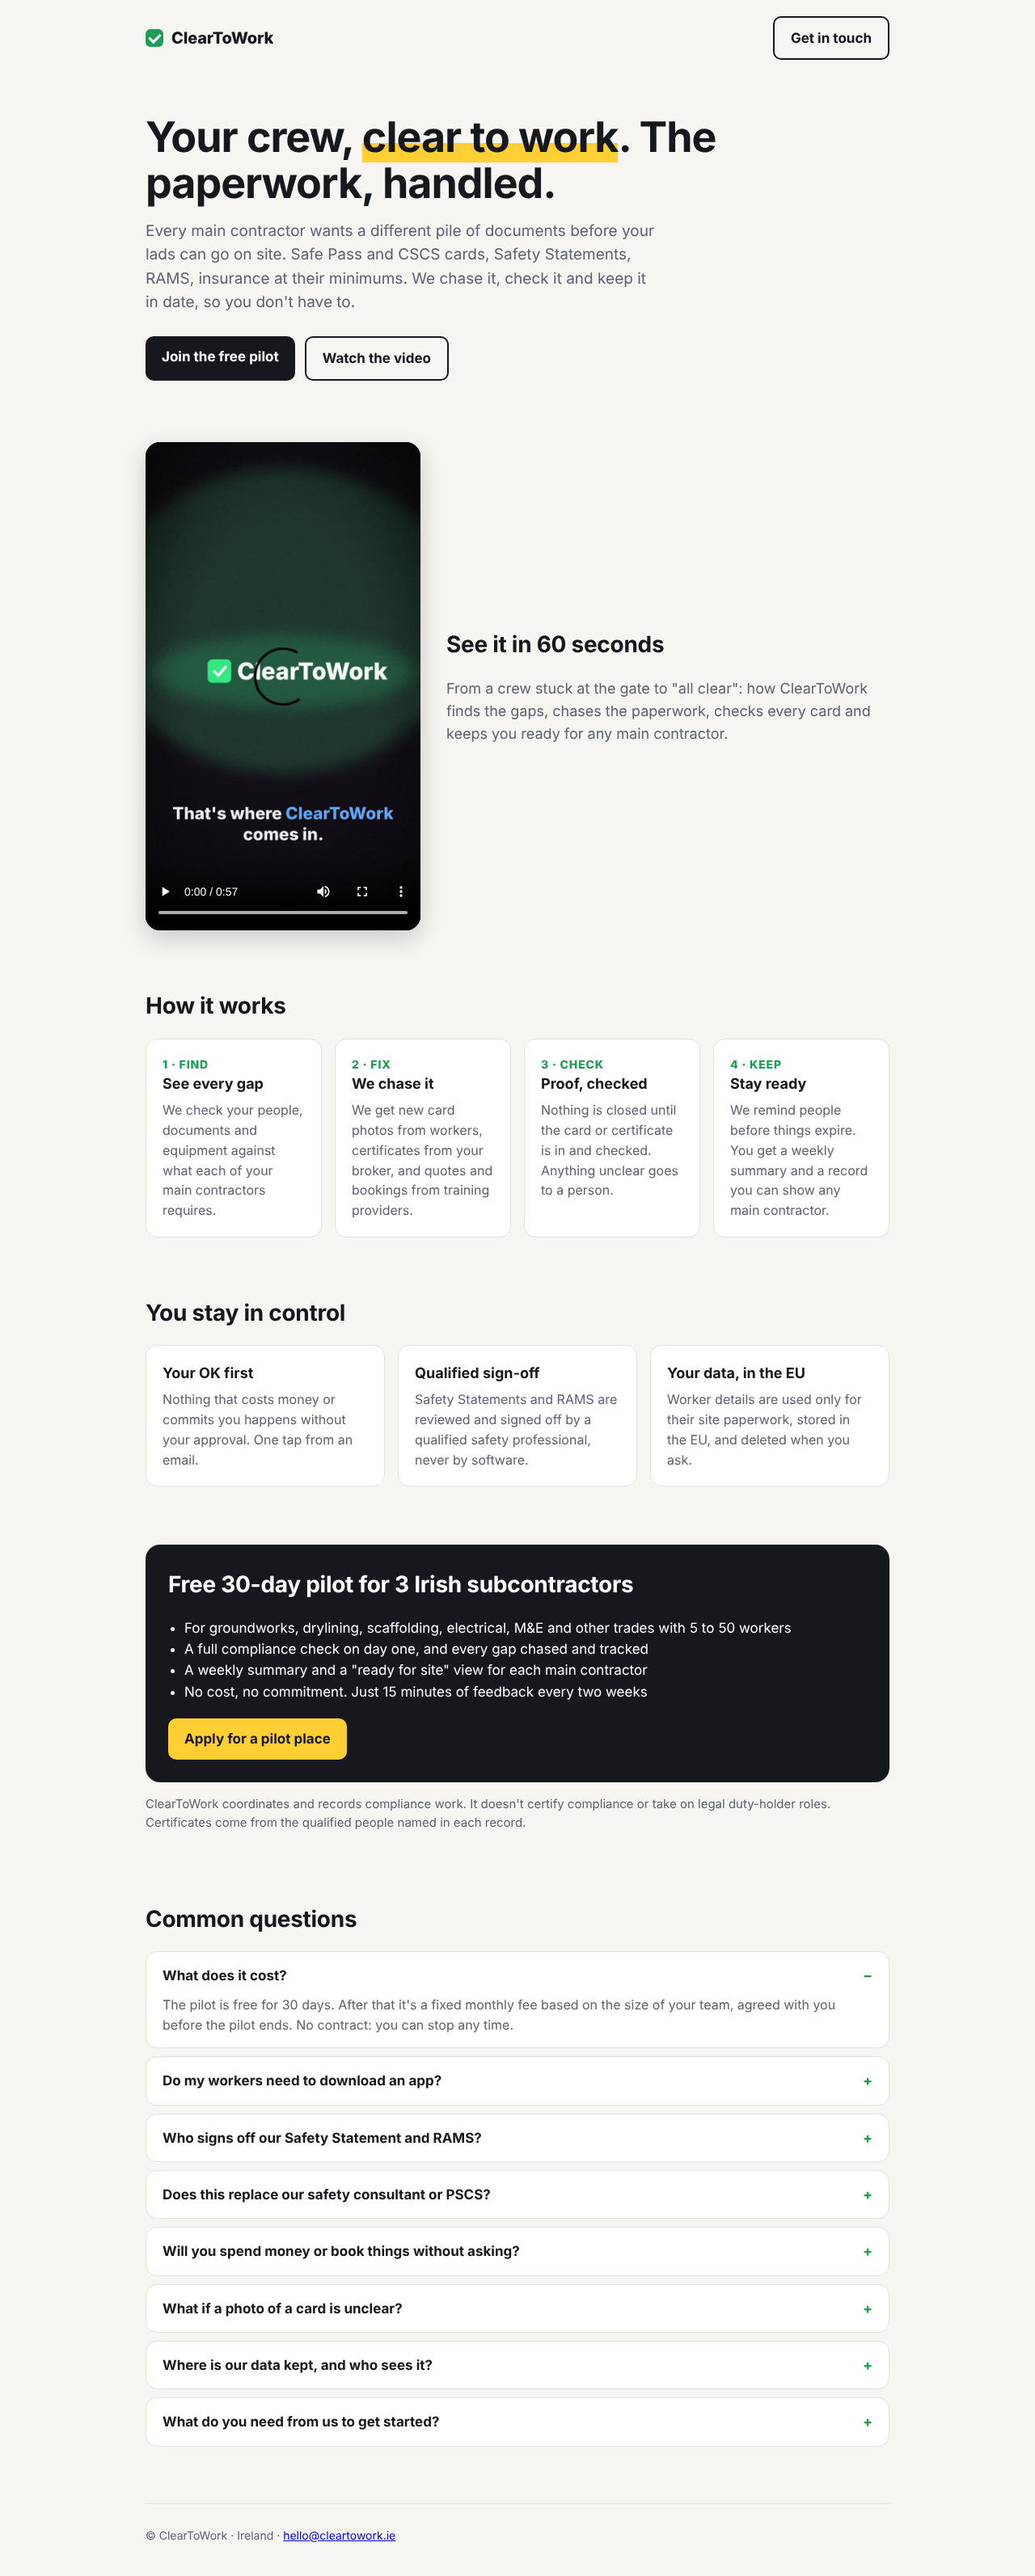 ClearToWork
Get in touch
Your crew, clear to work. The
paperwork, handled.
Every main contractor wants a different pile of documents before your
lads can go on site. Safe Pass and CSCS cards, Safety Statements,
RAMS, insurance at their minimums. We chase it, check it and keep it
in date, so you don't have to.
Join the free pilot
Watch the video
ClearToWork
That's where ClearToWork
comes in.
0:00 / 0:57
See it in 60 seconds
From a crew stuck at the gate to "all clear": how ClearToWork
finds the gaps, chases the paperwork, checks every card and
keeps you ready for any main contractor.
How it works
1 · FIND
See every gap
We check your people,
documents and
equipment against
what each of your
main contractors
requires.
2 · FIX
We chase it
We get new card
photos from workers,
certificates from your
broker, and quotes and
bookings from training
providers.
3 · CHECK
Proof, checked
Nothing is closed until
the card or certificate
is in and checked.
Anything unclear goes
to a person.
4 · KEEP
Stay ready
We remind people
before things expire.
You get a weekly
summary and a record
you can show any
main contractor.
You stay in control
Your OK first
Nothing that costs money or
commits you happens without
your approval. One tap from an
email.
Qualified sign-off
Safety Statements and RAMS are
reviewed and signed off by a
qualified safety professional,
never by software.
Your data, in the EU
Worker details are used only for
their site paperwork, stored in
the EU, and deleted when you
ask.
Free 30-day pilot for 3 Irish subcontractors
• For groundworks, drylining, scaffolding, electrical, M&E and other trades with 5 to 50 workers
• A full compliance check on day one, and every gap chased and tracked
• A weekly summary and a "ready for site" view for each main contractor
• No cost, no commitment. Just 15 minutes of feedback every two weeks
Apply for a pilot place
ClearToWork coordinates and records compliance work. It doesn't certify compliance or take on legal duty-holder roles.
Certificates come from the qualified people named in each record.
Common questions
What does it cost? −
The pilot is free for 30 days. After that it's a fixed monthly fee based on the size of your team, agreed with you
before the pilot ends. No contract: you can stop any time.
Do my workers need to download an app? +
Who signs off our Safety Statement and RAMS? +
Does this replace our safety consultant or PSCS? +
Will you spend money or book things without asking? +
What if a photo of a card is unclear? +
Where is our data kept, and who sees it? +
What do you need from us to get started? +
© ClearToWork · Ireland · hello@cleartowork.ie